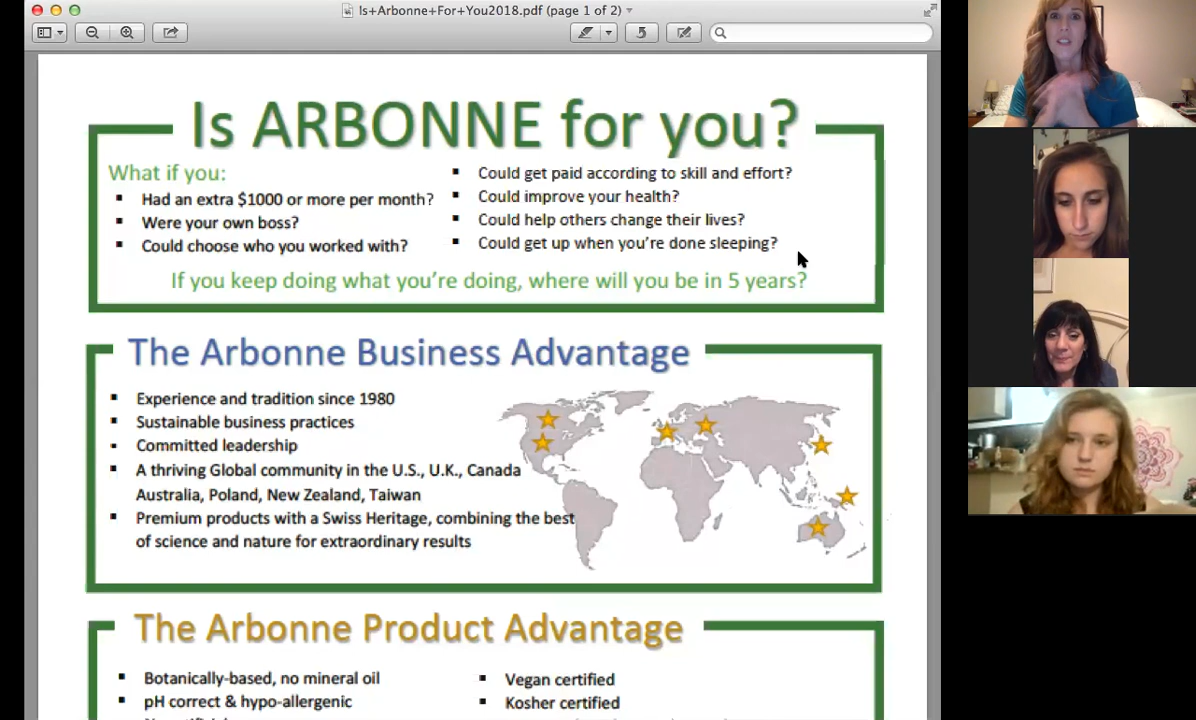 Is+Arbonne+For+You2018.pdf (page 1 of 2)
Is ARBONNE for you?
What if you:
Had an extra $1000 or more per month?
Were your own boss?
Could choose who you worked with?
Could get paid according to skill and effort?
Could improve your health?
Could help others change their lives?
Could get up when you're done sleeping?
If you keep doing what you're doing, where will you be in 5 years?
The Arbonne Business Advantage
Experience and tradition since 1980
Sustainable business practices
Committed leadership
A thriving Global community in the U.S., U.K., Canada
Australia, Poland, New Zealand, Taiwan
Premium products with a Swiss Heritage, combining the best
of science and nature for extraordinary results
The Arbonne Product Advantage
Botanically-based, no mineral oil
pH correct & hypo-allergenic
Vegan certified
Kosher certified